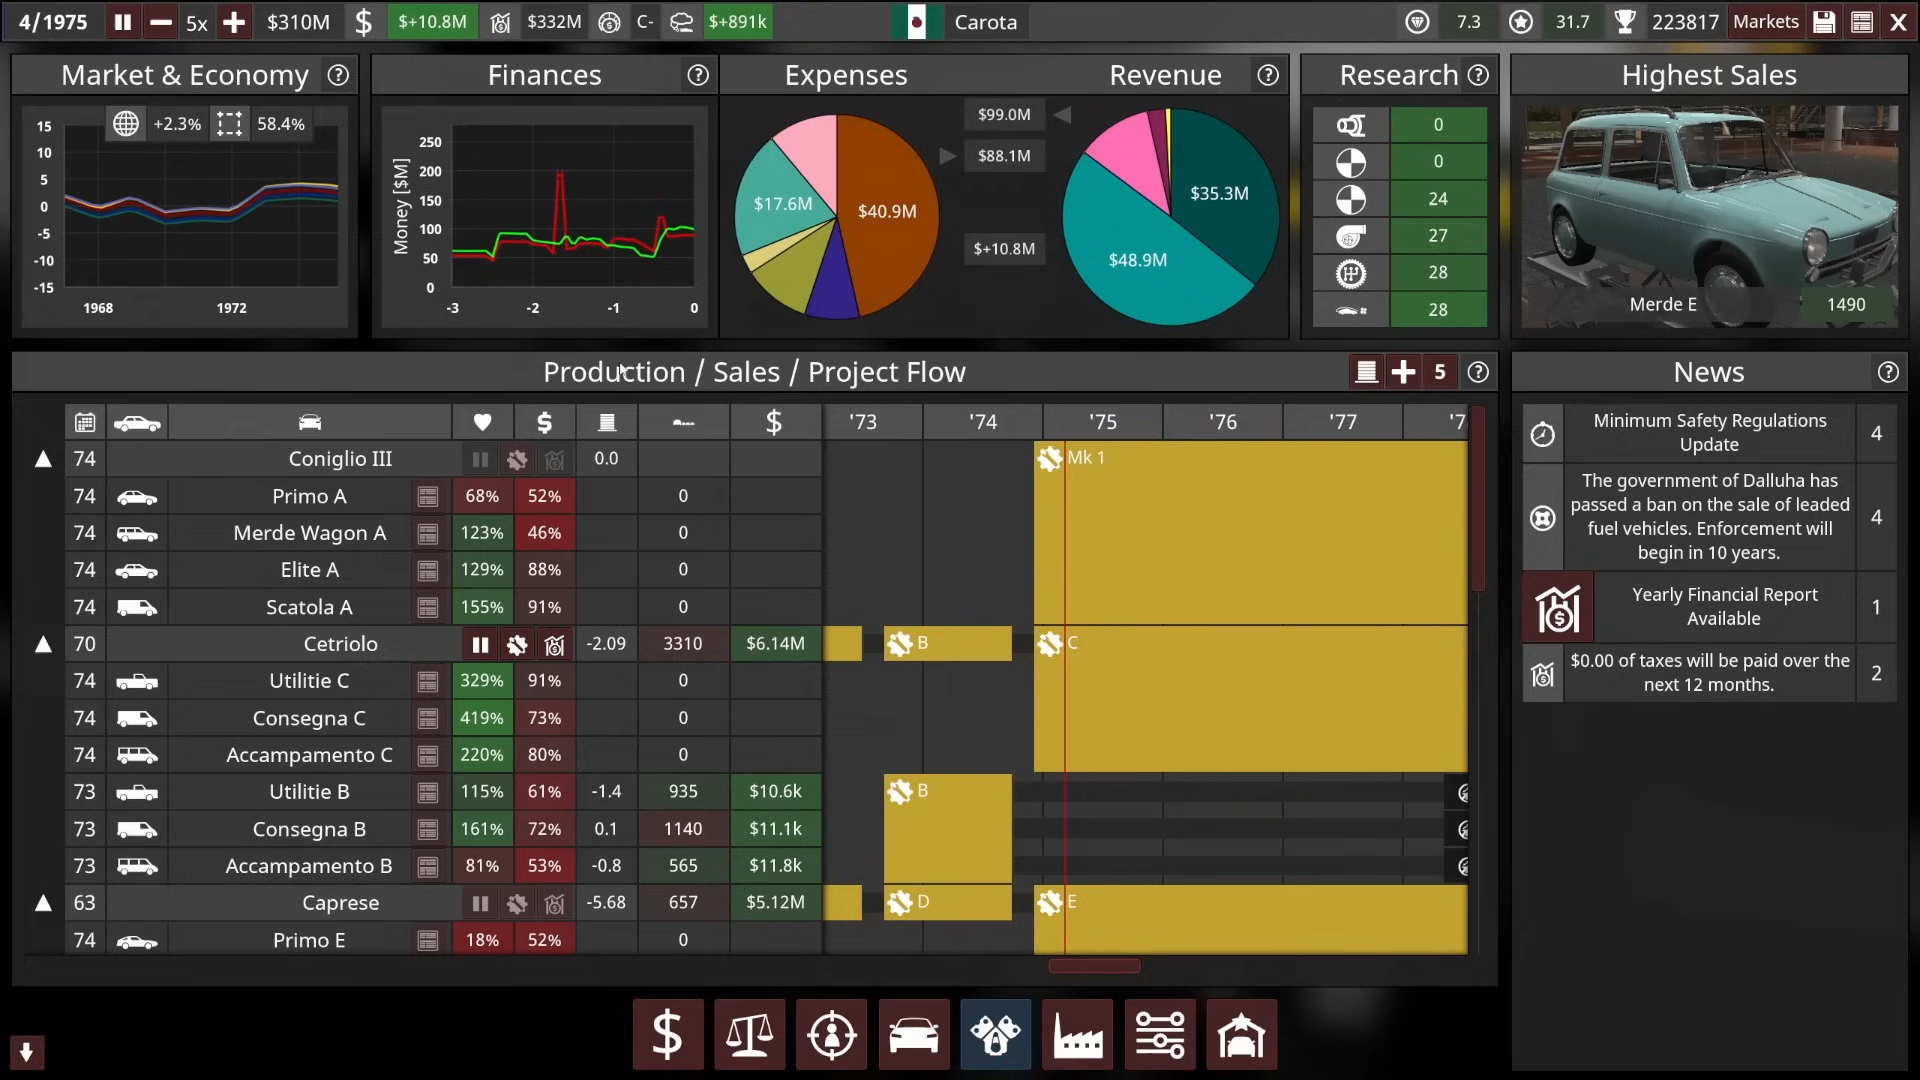 4/1975 5x $310M $ $+10.8M $332M C- $+891k Carota 7.3 31.7 223817 Markets X
Market & Economy ?
+2.3% 58.4%
15
10
5
0
-5
-10
-15
1968 1972
Finances ?
Money [$M]
250
200
150
100
50
0
-3 -2 -1 0
Expenses Revenue ?
$17.6M $40.9M
$99.0M
$88.1M
$+10.8M
$35.3M
$48.9M
Research ?
0
0
24
27
28
28
Highest Sales
Merde E 1490
Production / Sales / Project Flow 5 ?
$ $ '73 '74 '75 '76 '77 '7
74 Coniglio III 0.0 Mk 1
74 Primo A 68% 52% 0
74 Merde Wagon A 123% 46% 0
74 Elite A 129% 88% 0
74 Scatola A 155% 91% 0
70 Cetriolo -2.09 3310 $6.14M B C
74 Utilitie C 329% 91% 0
74 Consegna C 419% 73% 0
74 Accampamento C 220% 80% 0
73 Utilitie B 115% 61% -1.4 935 $10.6k B
73 Consegna B 161% 72% 0.1 1140 $11.1k
73 Accampamento B 81% 53% -0.8 565 $11.8k
63 Caprese -5.68 657 $5.12M D E
74 Primo E 18% 52% 0
News ?
Minimum Safety Regulations
Update 4
The government of Dalluha has
passed a ban on the sale of leaded
fuel vehicles. Enforcement will
begin in 10 years. 4
Yearly Financial Report
Available 1
$0.00 of taxes will be paid over the
next 12 months. 2
$